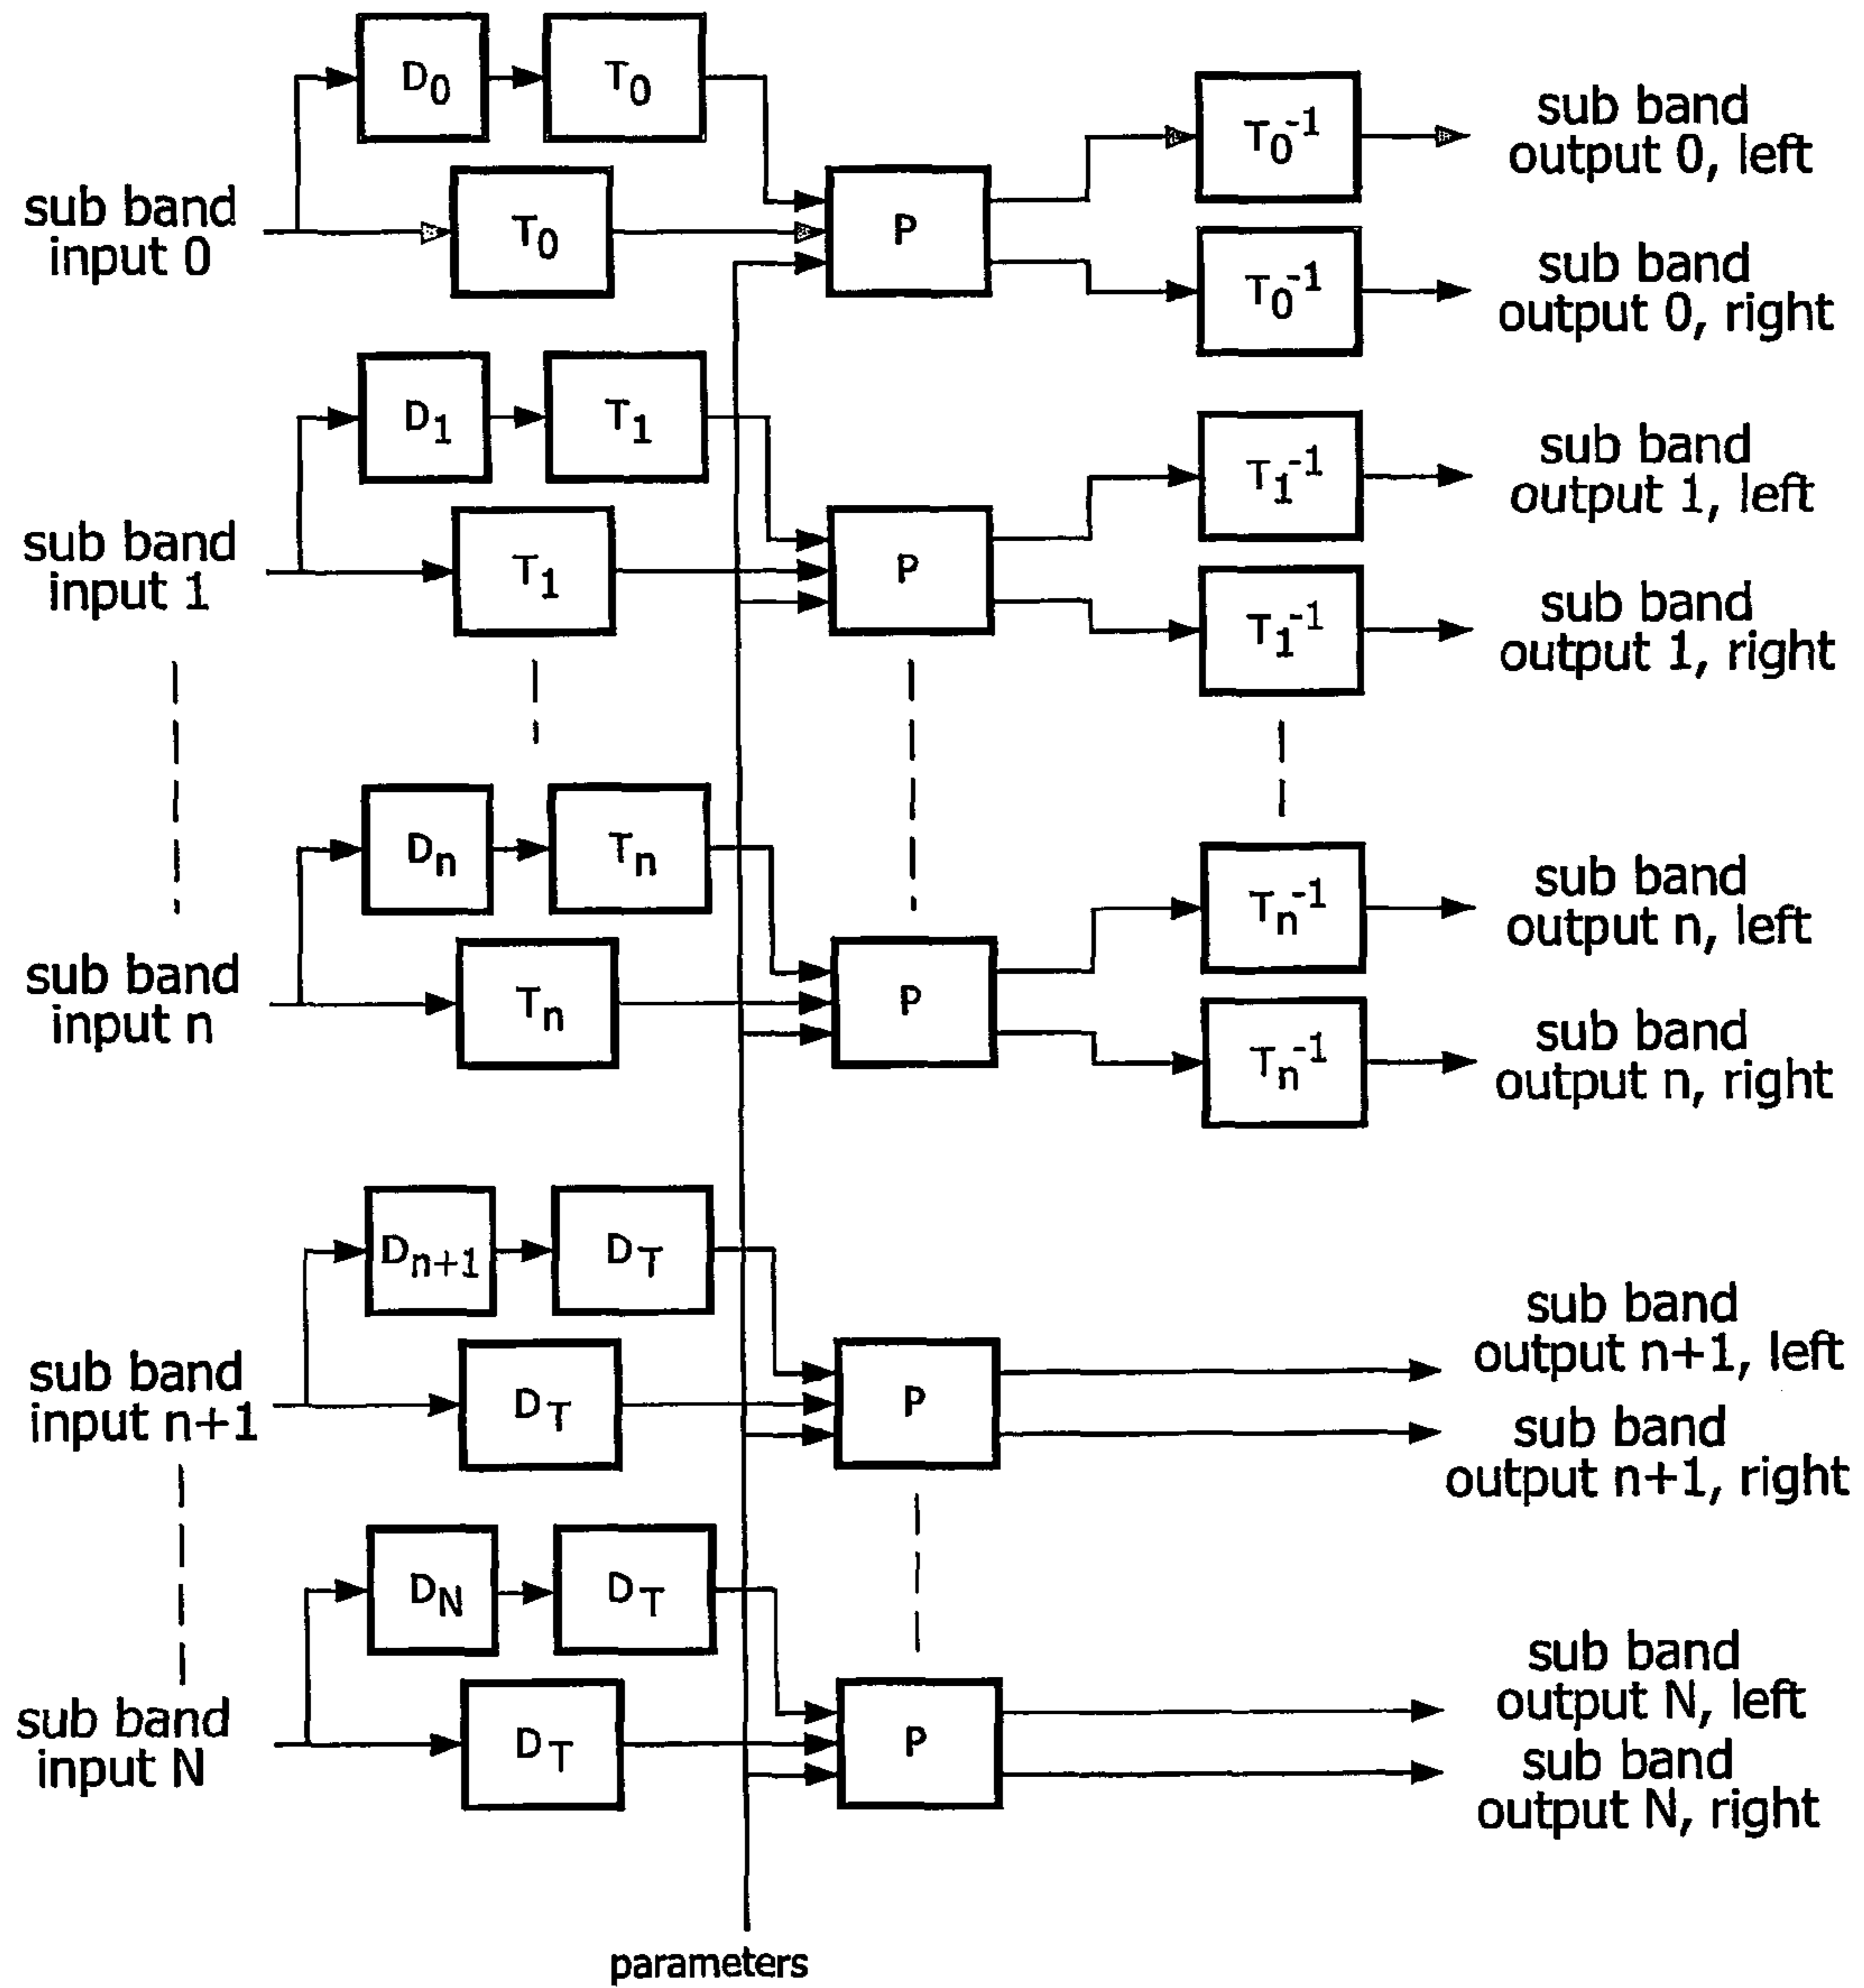 D0
T0
sub band
input 0
T0
P
T0-1
sub band
output 0, left
T0-1
sub band
output 0, right
D1
T1
sub band
input 1
T1
P
T1-1
sub band
output 1, left
T1-1
sub band
output 1, right
Dn
Tn
sub band
input n
Tn
P
Tn-1
sub band
output n, left
Tn-1
sub band
output n, right
Dn+1
DT
sub band
input n+1
DT
P
sub band
output n+1, left
sub band
output n+1, right
DN
DT
sub band
input N
DT
P
sub band
output N, left
sub band
output N, right
parameters